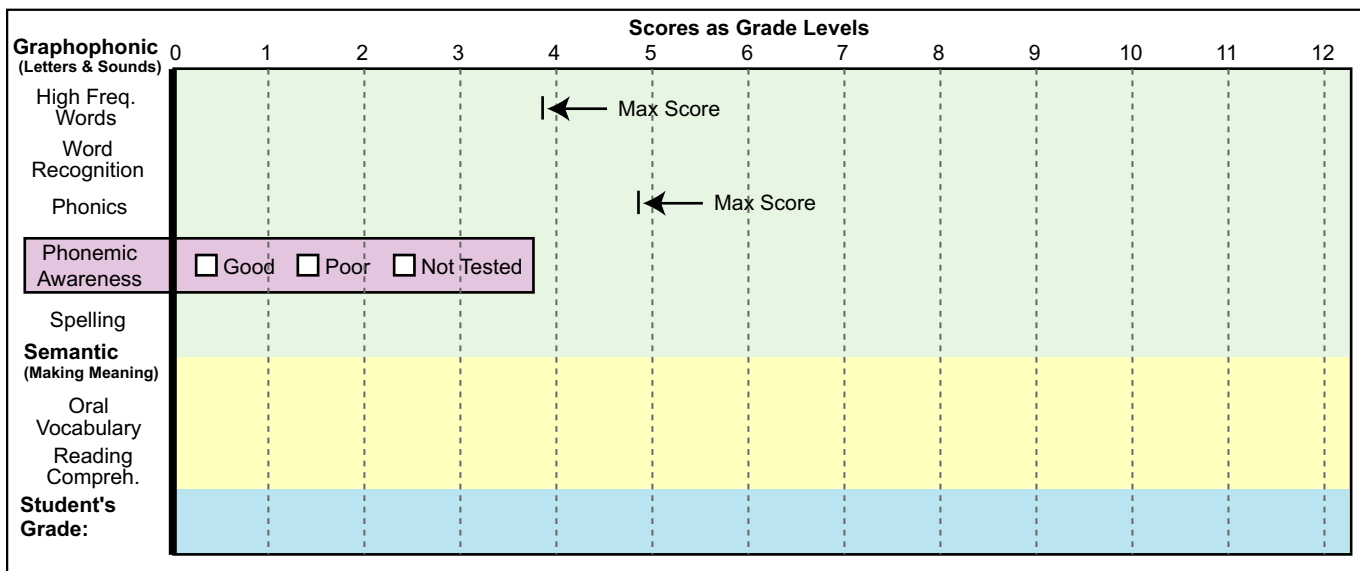 Scores as Grade Levels
Graphophonic
(Letters & Sounds)
0 1 2 3 4 5 6 7 8 9 10 11 12
High Freq.
Words
Max Score
Word
Recognition
Phonics
Max Score
Phonemic
Awareness
Good Poor Not Tested
Spelling
Semantic
(Making Meaning)
Oral
Vocabulary
Reading
Compreh.
Student's
Grade: